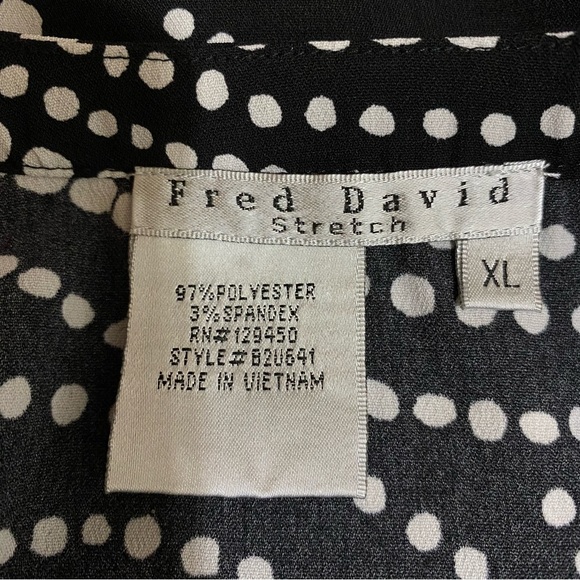 Fred David
Stretch
XL
97%POLYESTER
3%SPANDEX
RN#129450
STYLE#B2U641
MADE IN VIETNAM